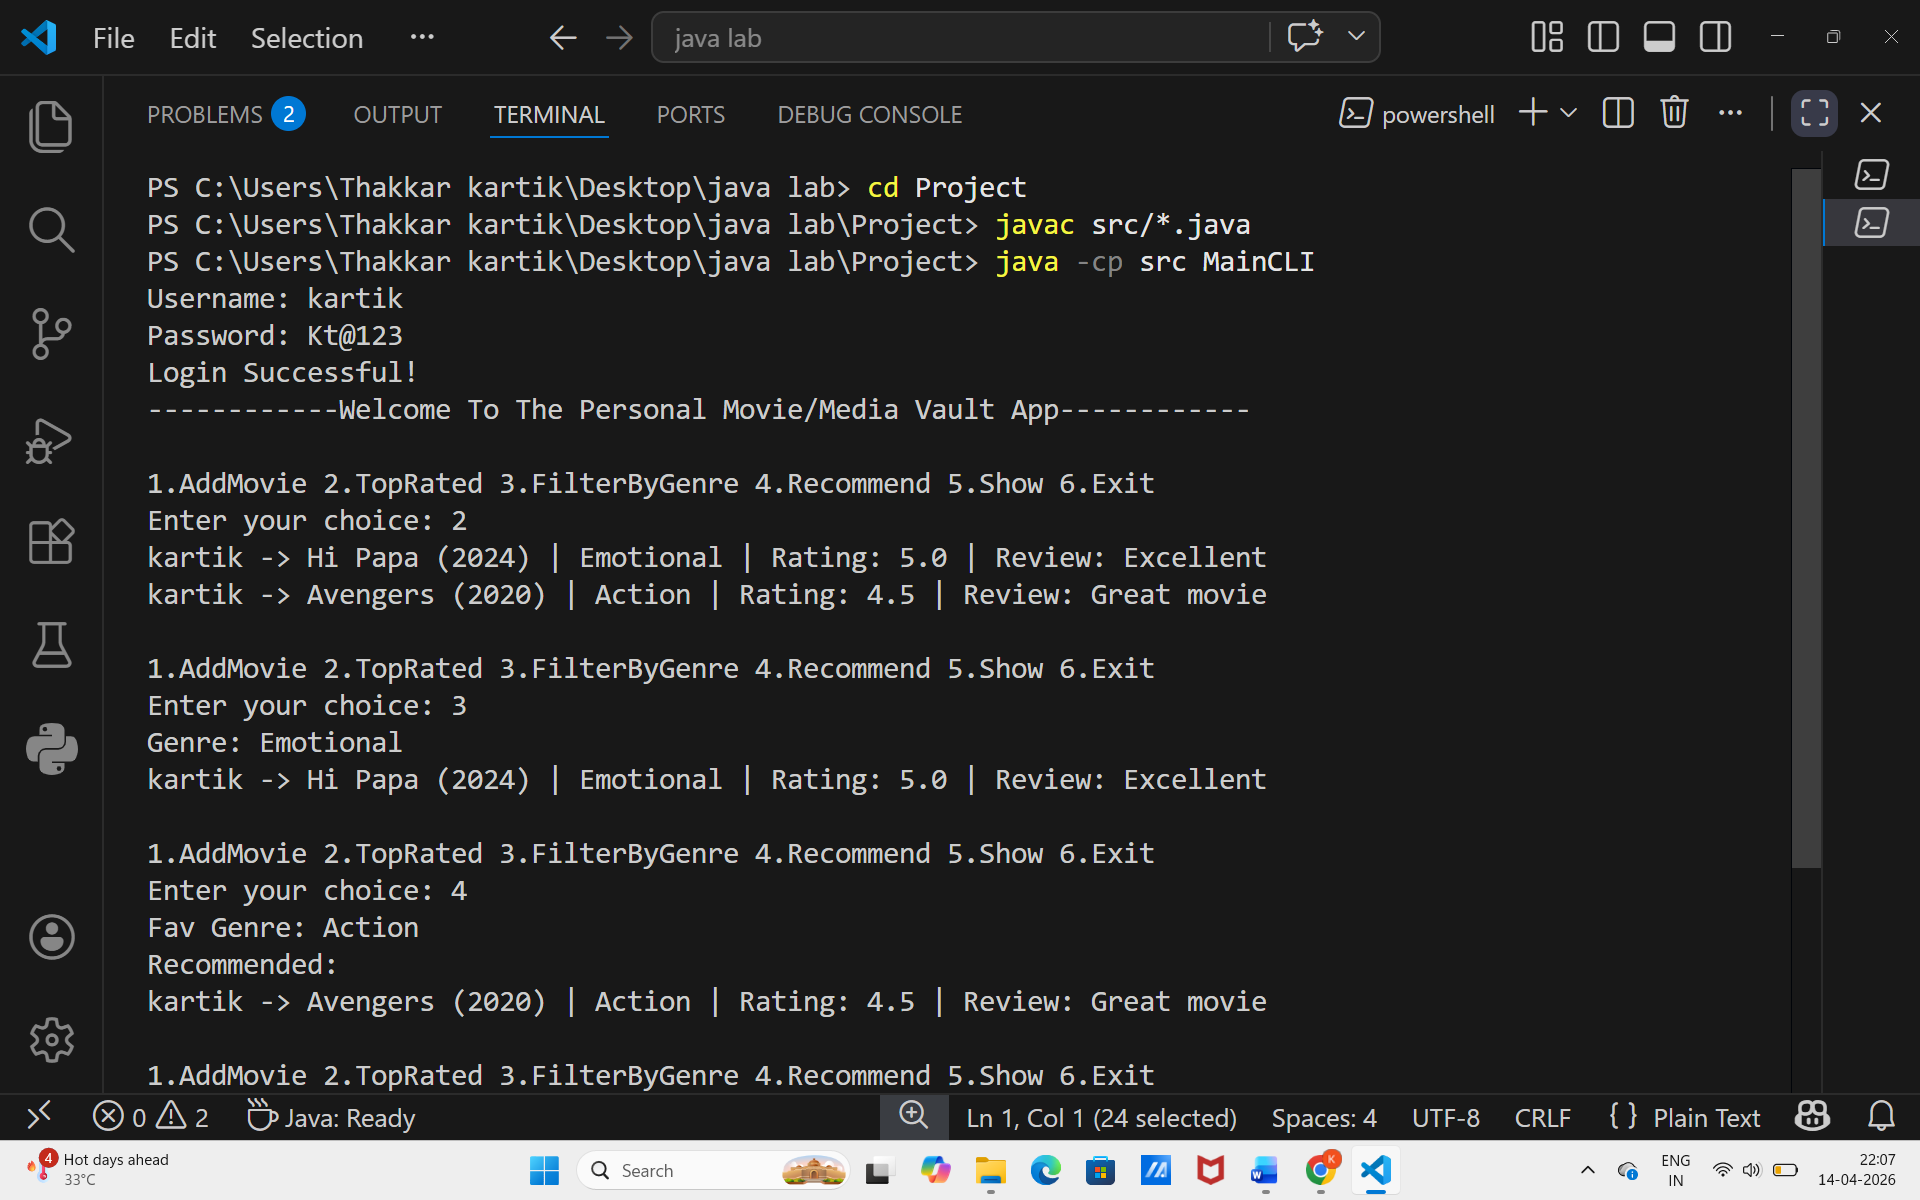 File Edit Selection ···
java lab
PROBLEMS 2 OUTPUT TERMINAL PORTS DEBUG CONSOLE powershell
PS C:\Users\Thakkar kartik\Desktop\java lab> cd Project
PS C:\Users\Thakkar kartik\Desktop\java lab\Project> javac src/*.java
PS C:\Users\Thakkar kartik\Desktop\java lab\Project> java -cp src MainCLI
Username: kartik
Password: Kt@123
Login Successful!
------------Welcome To The Personal Movie/Media Vault App------------
1.AddMovie 2.TopRated 3.FilterByGenre 4.Recommend 5.Show 6.Exit
Enter your choice: 2
kartik -> Hi Papa (2024) | Emotional | Rating: 5.0 | Review: Excellent
kartik -> Avengers (2020) | Action | Rating: 4.5 | Review: Great movie
1.AddMovie 2.TopRated 3.FilterByGenre 4.Recommend 5.Show 6.Exit
Enter your choice: 3
Genre: Emotional
kartik -> Hi Papa (2024) | Emotional | Rating: 5.0 | Review: Excellent
1.AddMovie 2.TopRated 3.FilterByGenre 4.Recommend 5.Show 6.Exit
Enter your choice: 4
Fav Genre: Action
Recommended:
kartik -> Avengers (2020) | Action | Rating: 4.5 | Review: Great movie
1.AddMovie 2.TopRated 3.FilterByGenre 4.Recommend 5.Show 6.Exit
0 2 Java: Ready Ln 1, Col 1 (24 selected) Spaces: 4 UTF-8 CRLF {} Plain Text
4 Hot days ahead
33°C
Search
K
ENG
IN
22:07
14-04-2026